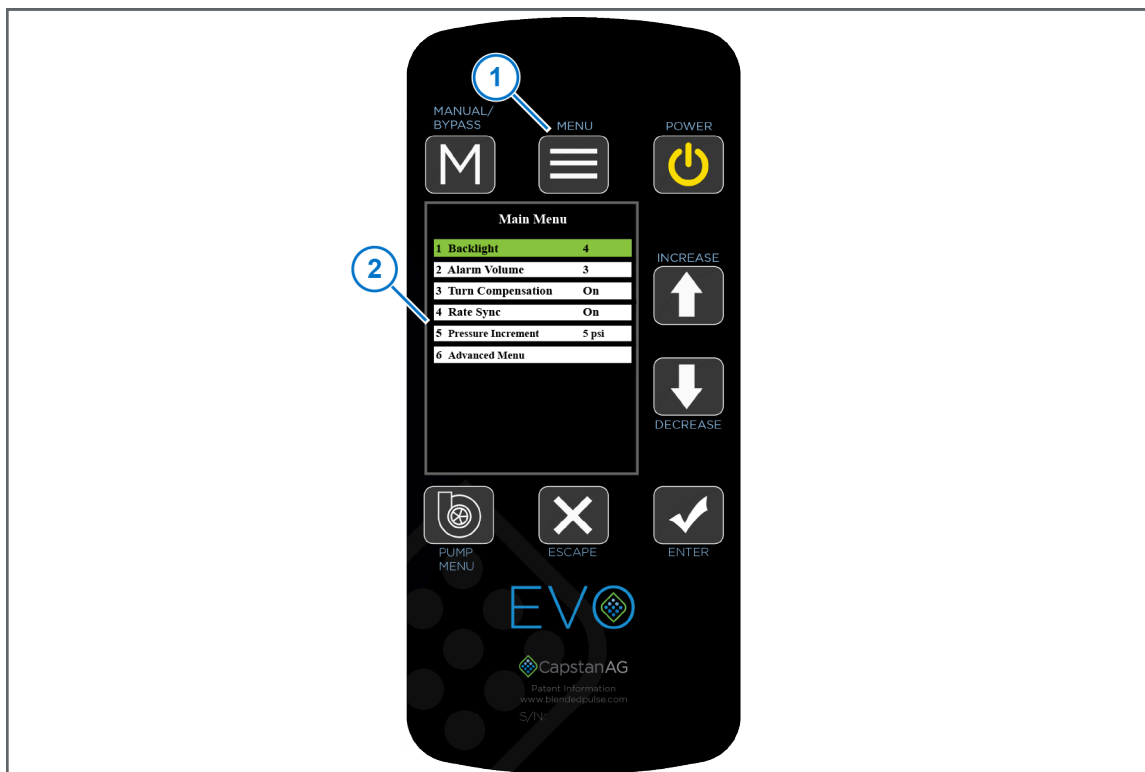 1
MANUAL/
BYPASS
MENU
POWER
M
Main Menu
1 Backlight 4
2 Alarm Volume 3
3 Turn Compensation On
4 Rate Sync On
5 Pressure Increment 5 psi
6 Advanced Menu
2
INCREASE
DECREASE
PUMP
MENU
ESCAPE
ENTER
EVO
CapstanAG
Patent Information
www.blendedpulse.com
S/N: